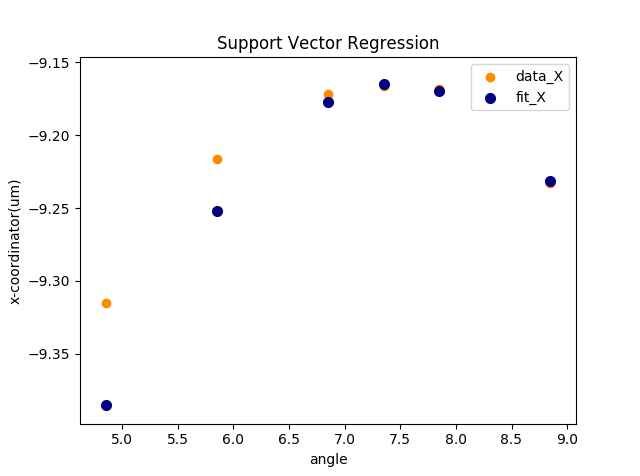 Support Vector Regression
data_X
fit_X
−9.15
−9.20
−9.25
−9.30
−9.35
x-coordinator(um)
5.0 5.5 6.0 6.5 7.0 7.5 8.0 8.5 9.0
angle